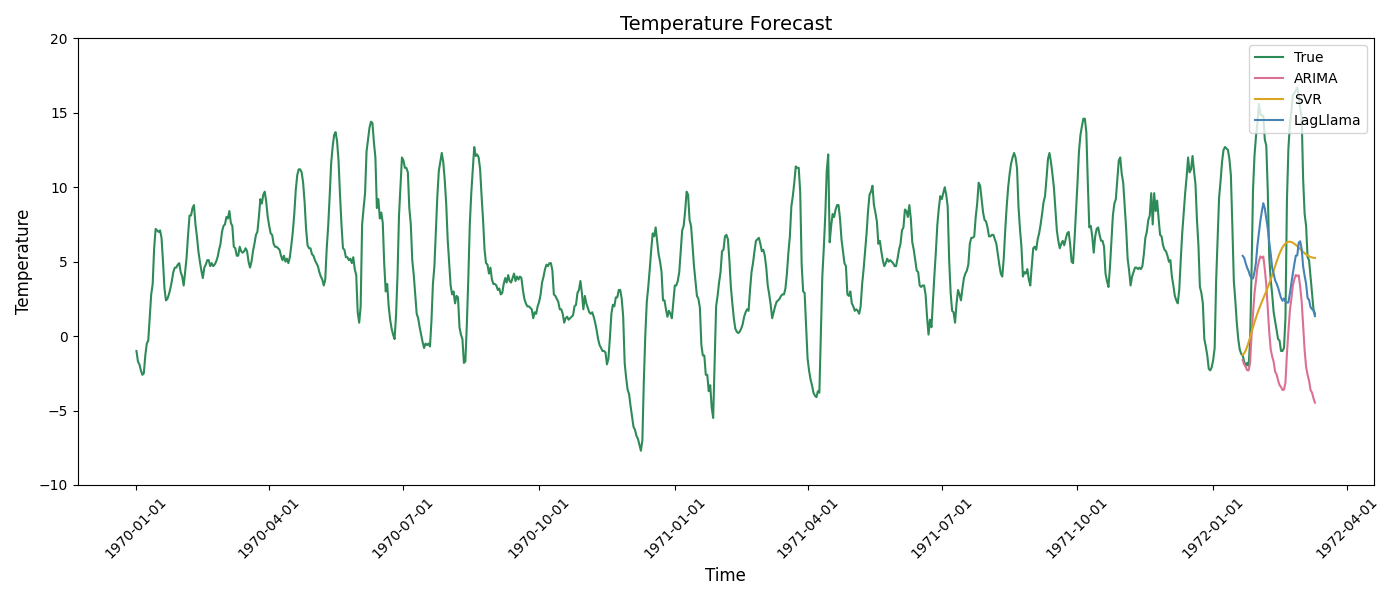 Temperature Forecast
True
ARIMA
SVR
LagLlama
20
15
10
5
0
−5
−10
Temperature
1970-01-01
1970-04-01
1970-07-01
1970-10-01
1971-01-01
1971-04-01
1971-07-01
1971-10-01
1972-01-01
1972-04-01
Time